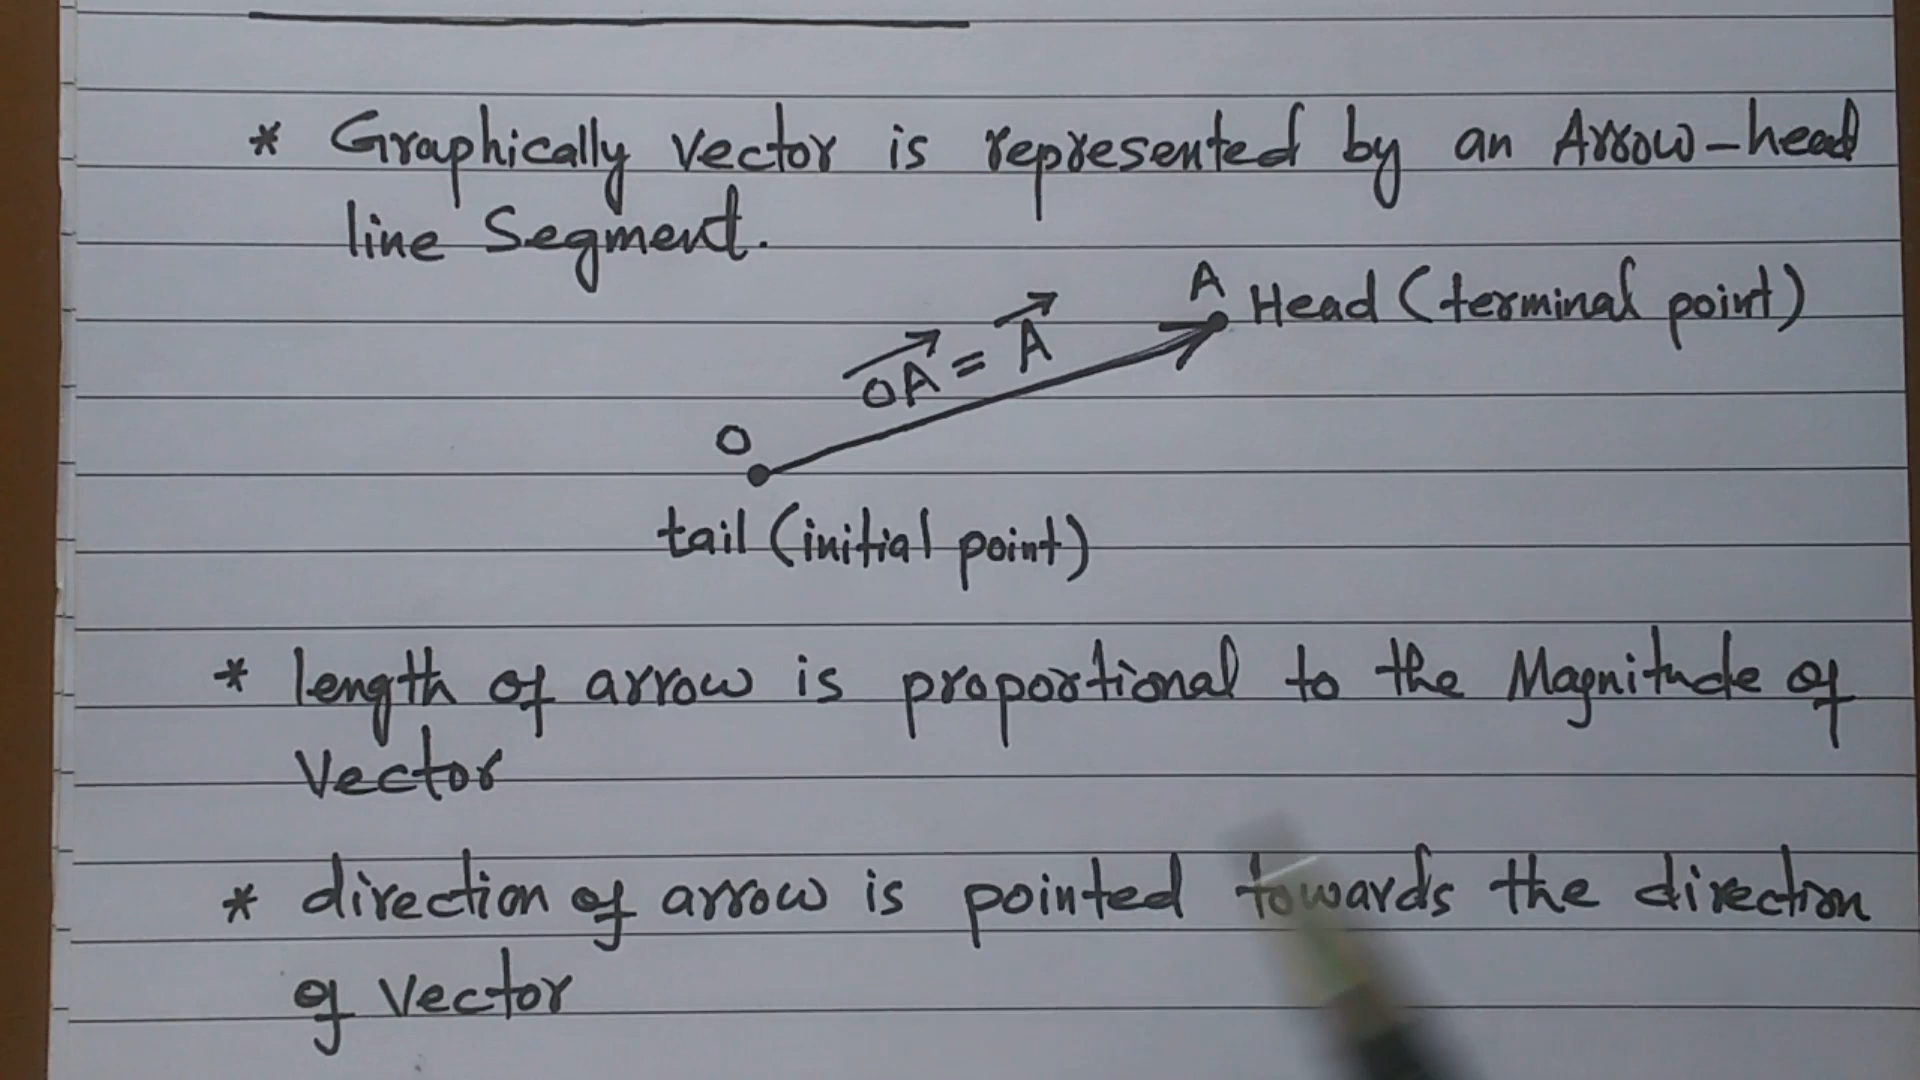 * Graphically vector is represented by an Arrow-head
line Segment.
A Head (terminal point)
OA = A
O
tail (initial point)
* length of arrow is proportional to the Magnitude of
Vector
* direction of arrow is pointed towards the direction
of Vector